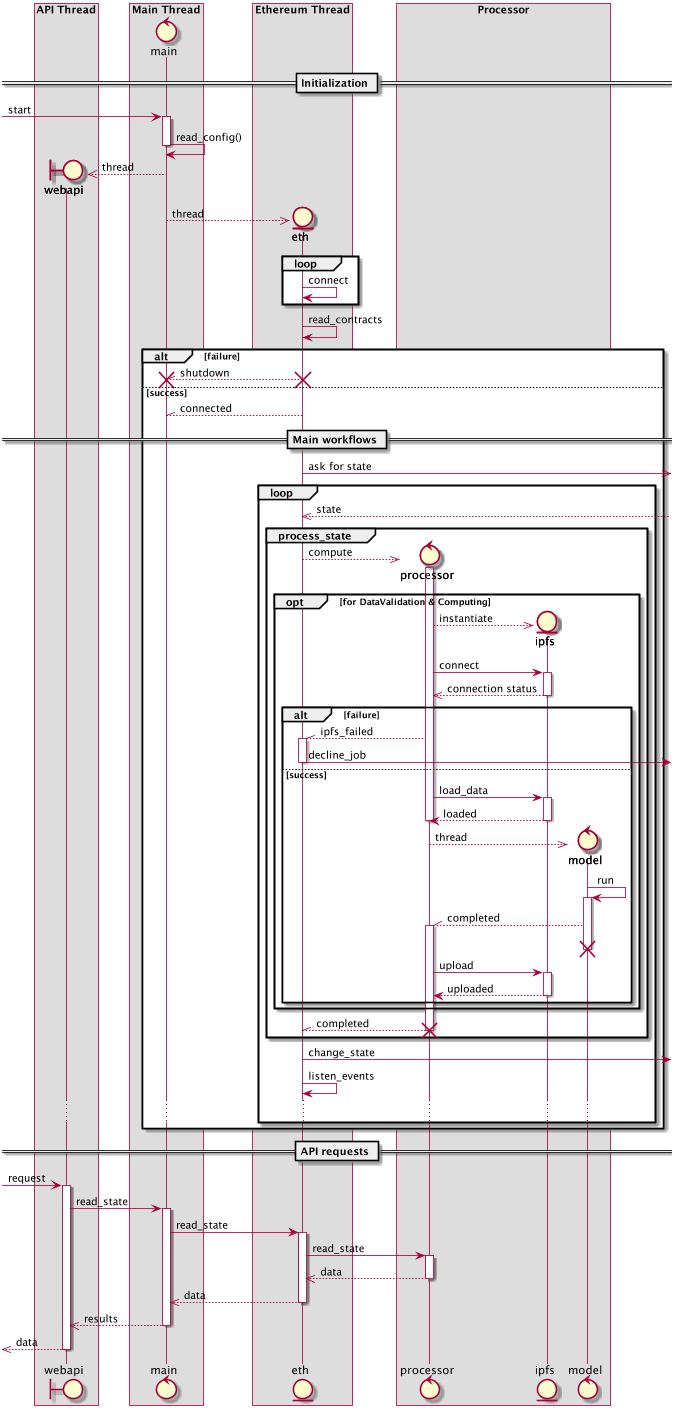 API Thread
Main Thread
Ethereum Thread
Processor
main
Initialization
start
read_config()
thread
webapi
thread
eth
loop
connect
read_contracts
alt [failure]
shutdown
[success]
connected
Main workflows
ask for state
loop
state
process_state
compute
processor
opt [for DataValidation & Computing]
instantiate
ipfs
connect
connection status
alt [failure]
ipfs_failed
decline_job
[success]
load_data
loaded
thread
model
run
completed
upload
uploaded
completed
change_state
listen_events
API requests
request
read_state
read_state
read_state
data
data
results
data
webapi
main
eth
processor
ipfs
model